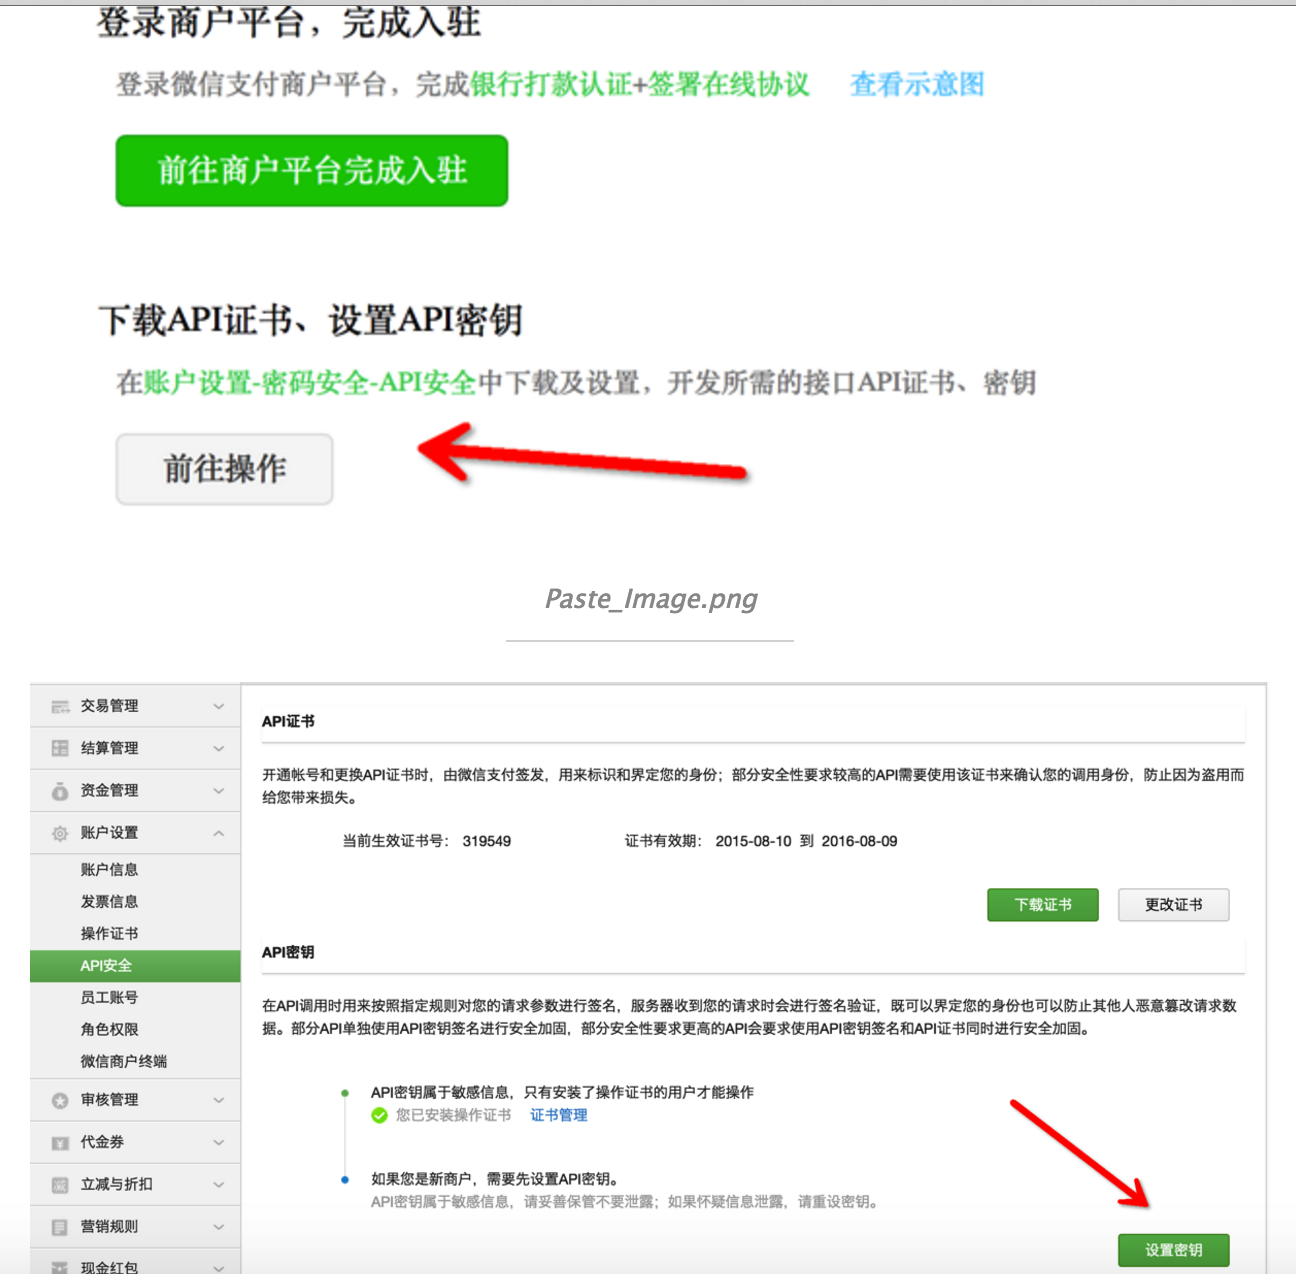 登录商户平台，完成入驻
登录微信支付商户平台，完成银行打款认证+签署在线协议 查看示意图
前往商户平台完成入驻
下载API证书、设置API密钥
在账户设置-密码安全-API安全中下载及设置，开发所需的接口API证书、密钥
前往操作
Paste_Image.png
交易管理
结算管理
资金管理
账户设置
账户信息
发票信息
操作证书
API安全
员工账号
角色权限
微信商户终端
审核管理
代金券
立减与折扣
营销规则
现金红包
API证书
开通帐号和更换API证书时，由微信支付签发，用来标识和界定您的身份；部分安全性要求较高的API需要使用该证书来确认您的调用身份，防止因为盗用而
给您带来损失。
当前生效证书号： 319549 证书有效期： 2015-08-10 到 2016-08-09
下载证书 更改证书
API密钥
在API调用时用来按照指定规则对您的请求参数进行签名，服务器收到您的请求时会进行签名验证，既可以界定您的身份也可以防止其他人恶意篡改请求数
据。部分API单独使用API密钥签名进行安全加固，部分安全性要求更高的API会要求使用API密钥签名和API证书同时进行安全加固。
API密钥属于敏感信息，只有安装了操作证书的用户才能操作
您已安装操作证书 证书管理
如果您是新商户，需要先设置API密钥。
API密钥属于敏感信息，请妥善保管不要泄露；如果怀疑信息泄露，请重设密钥。
设置密钥